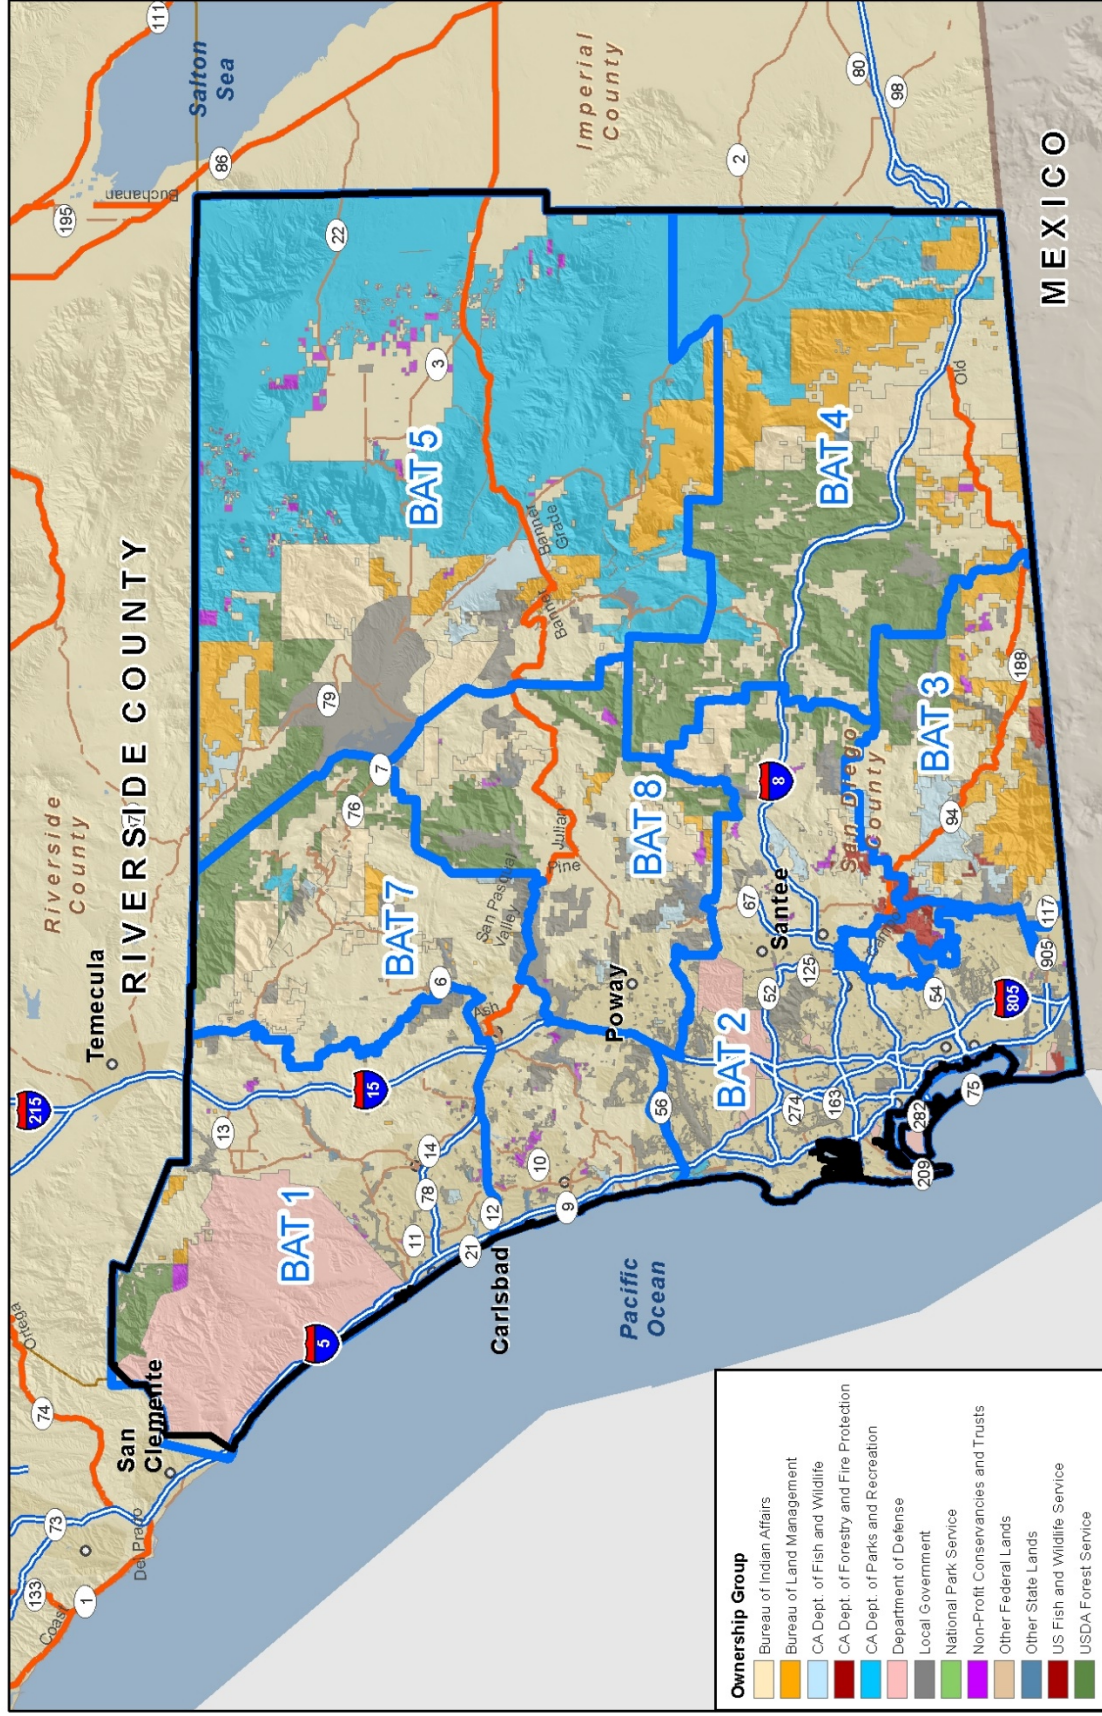 111
Salton
Sea
195
86
Buchanan
Imperial
County
80
98
2
22
MEXICO
3
BAT 5
Banner
Grade
Banner
BAT 4
Old
RIVERSIDE COUNTY
Riverside
County
71
79
7
76
188
BAT 3
94
San Diego
County
8
BAT 8
Julian
Pine
San Pasqual
Valley
BAT 7
67
Santee
117
905
Temecula
6
Ash
Poway
52
125
54
805
215
15
BAT 2
56
274
163
282
75
209
13
14
78
10
12
9
11
21
BAT 1
Carlsbad
Pacific
Ocean
5
Ortega
74
San
Clemente
73
133
1
Coast
Del Prado
Ownership Group
Bureau of Indian Affairs
Bureau of Land Management
CA Dept. of Fish and Wildlife
CA Dept. of Forestry and Fire Protection
CA Dept. of Parks and Recreation
Department of Defense
Local Government
National Park Service
Non-Profit Conservancies and Trusts
Other Federal Lands
Other State Lands
US Fish and Wildlife Service
USDA Forest Service